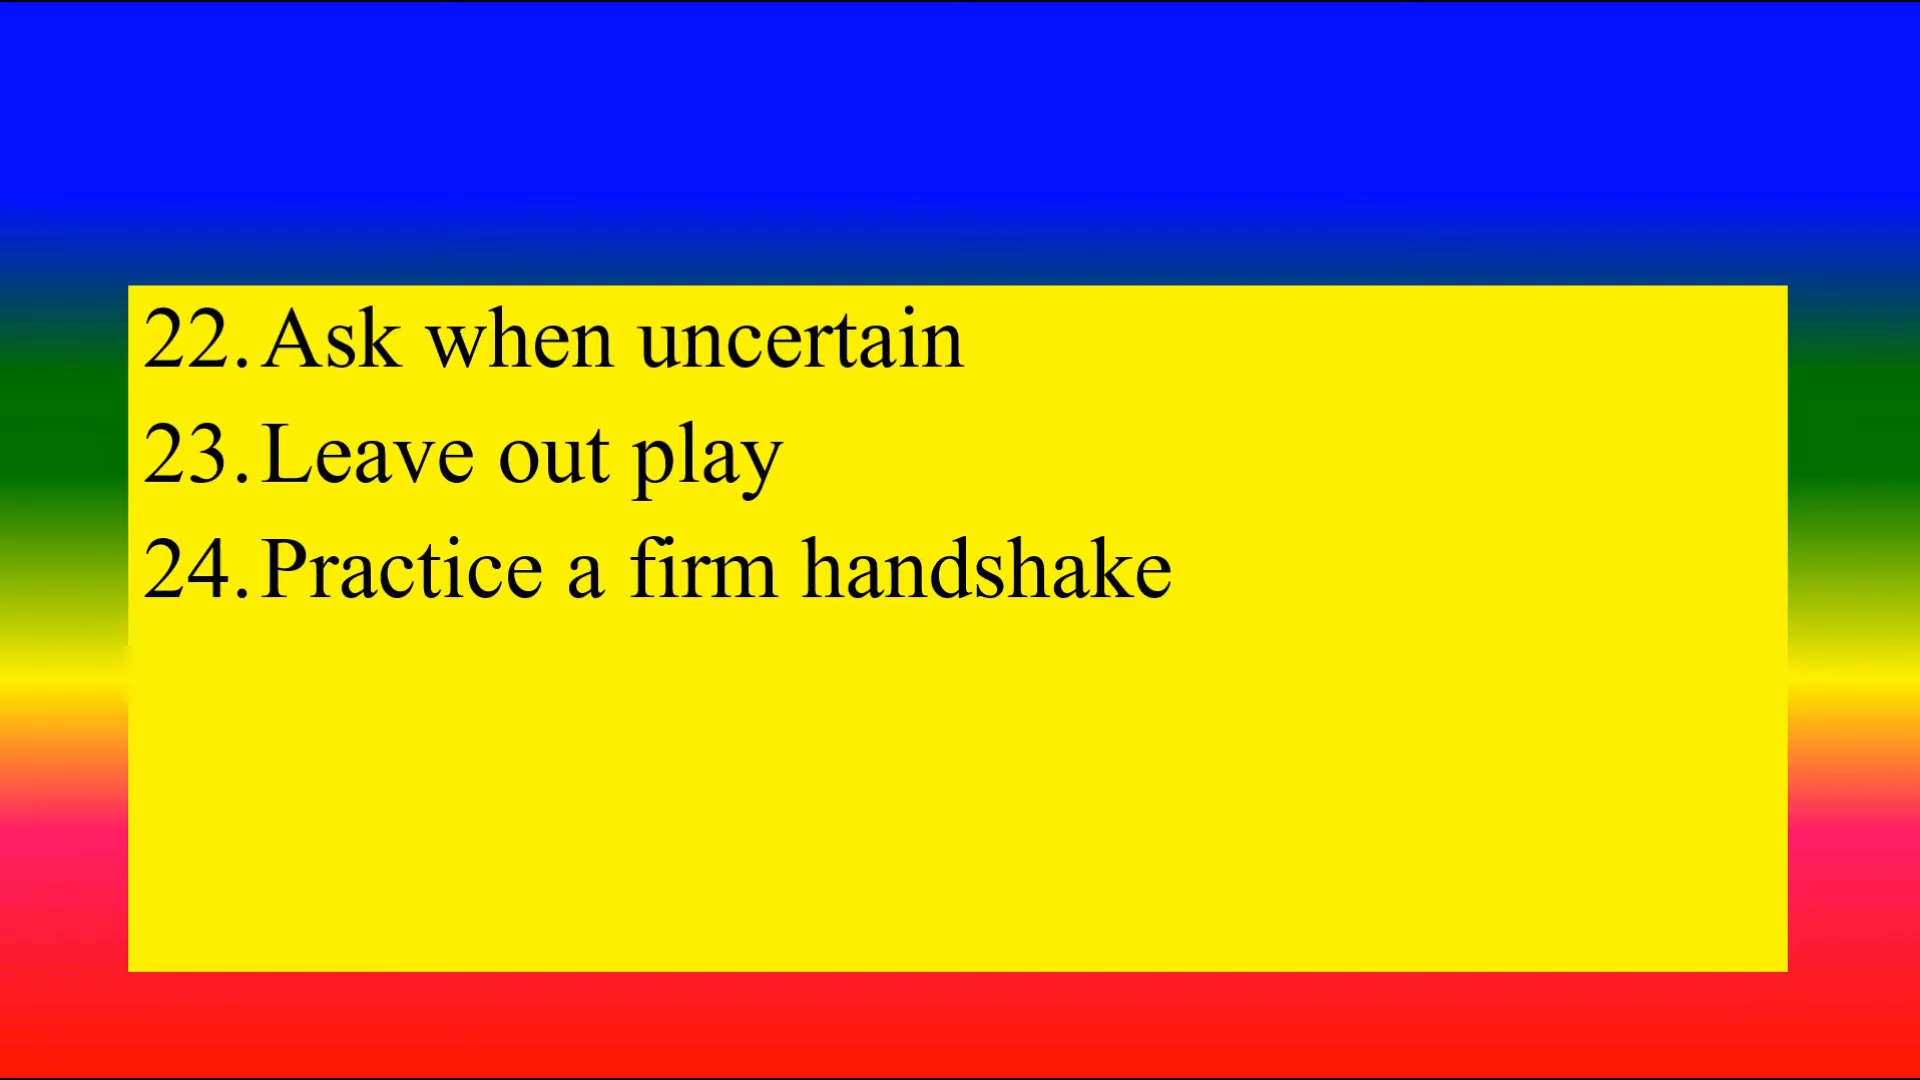 22. Ask when uncertain
23. Leave out play
24. Practice a firm handshake